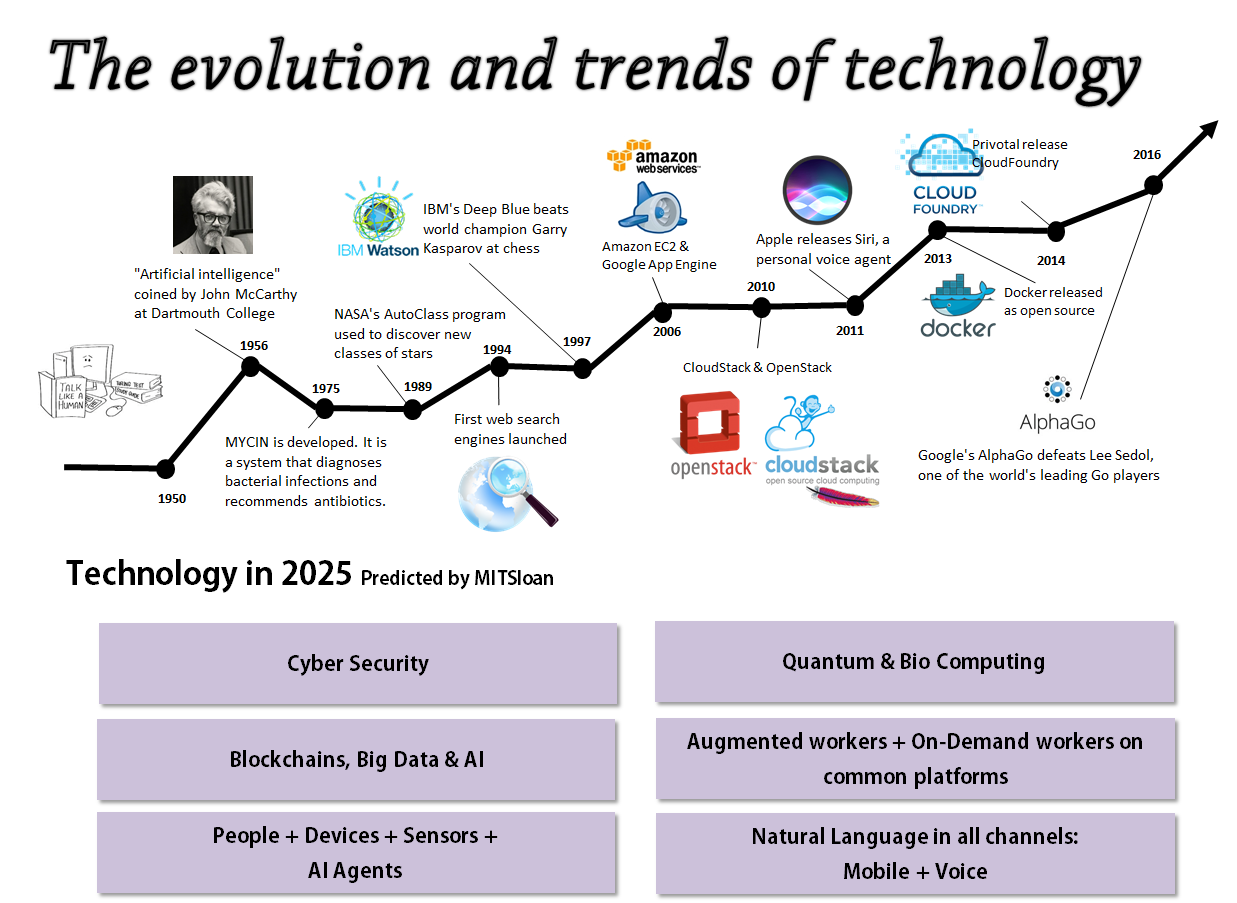 The evolution and trends of technology
TALK
LIKE A
HUMAN
TURING TEST
STUDY GUIDE
1950
"Artificial intelligence"
coined by John McCarthy
at Dartmouth College
1956
MYCIN is developed. It is
a system that diagnoses
bacterial infections and
recommends antibiotics.
1975
NASA's AutoClass program
used to discover new
classes of stars
1989
First web search
engines launched
1994
IBM Watson
IBM's Deep Blue beats
world champion Garry
Kasparov at chess
1997
amazon
webservices™
Amazon EC2 &
Google App Engine
2006
2010
CloudStack & OpenStack
openstack™
cloudstack
open source cloud computing
Apple releases Siri, a
personal voice agent
2011
2013
Docker released
as open source
docker
CLOUD
FOUNDRY™
Privotal release
CloudFoundry
2014
2016
AlphaGo
Google's AlphaGo defeats Lee Sedol,
one of the world's leading Go players
Technology in 2025 Predicted by MITSloan
Cyber Security
Quantum & Bio Computing
Blockchains, Big Data & AI
Augmented workers + On-Demand workers on
common platforms
People + Devices + Sensors +
AI Agents
Natural Language in all channels:
Mobile + Voice